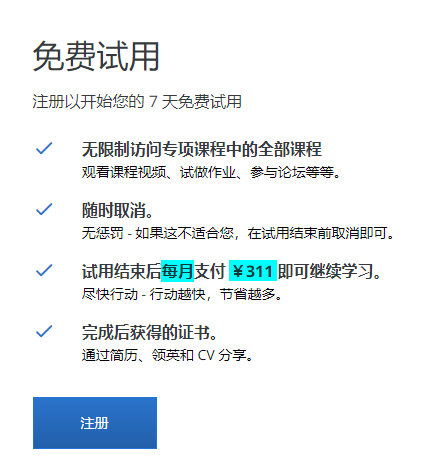 免费试用
注册以开始您的 7 天免费试用
无限制访问专项课程中的全部课程
观看课程视频、试做作业、参与论坛等等。
随时取消。
无惩罚 - 如果这不适合您，在试用结束前取消即可。
试用结束后每月支付 ￥311 即可继续学习。
尽快行动 - 行动越快，节省越多。
完成后获得的证书。
通过简历、领英和 CV 分享。
注册